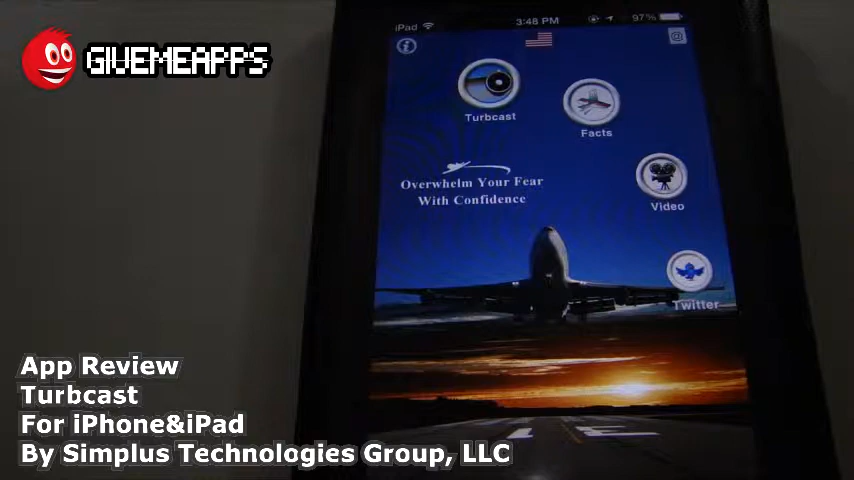 GIVEMEAPPS
iPad 3:48 PM 97%
Turbcast
Facts
Overwhelm Your Fear
With Confidence
Video
Twitter
App Review
Turbcast
For iPhone&iPad
By Simplus Technologies Group, LLC